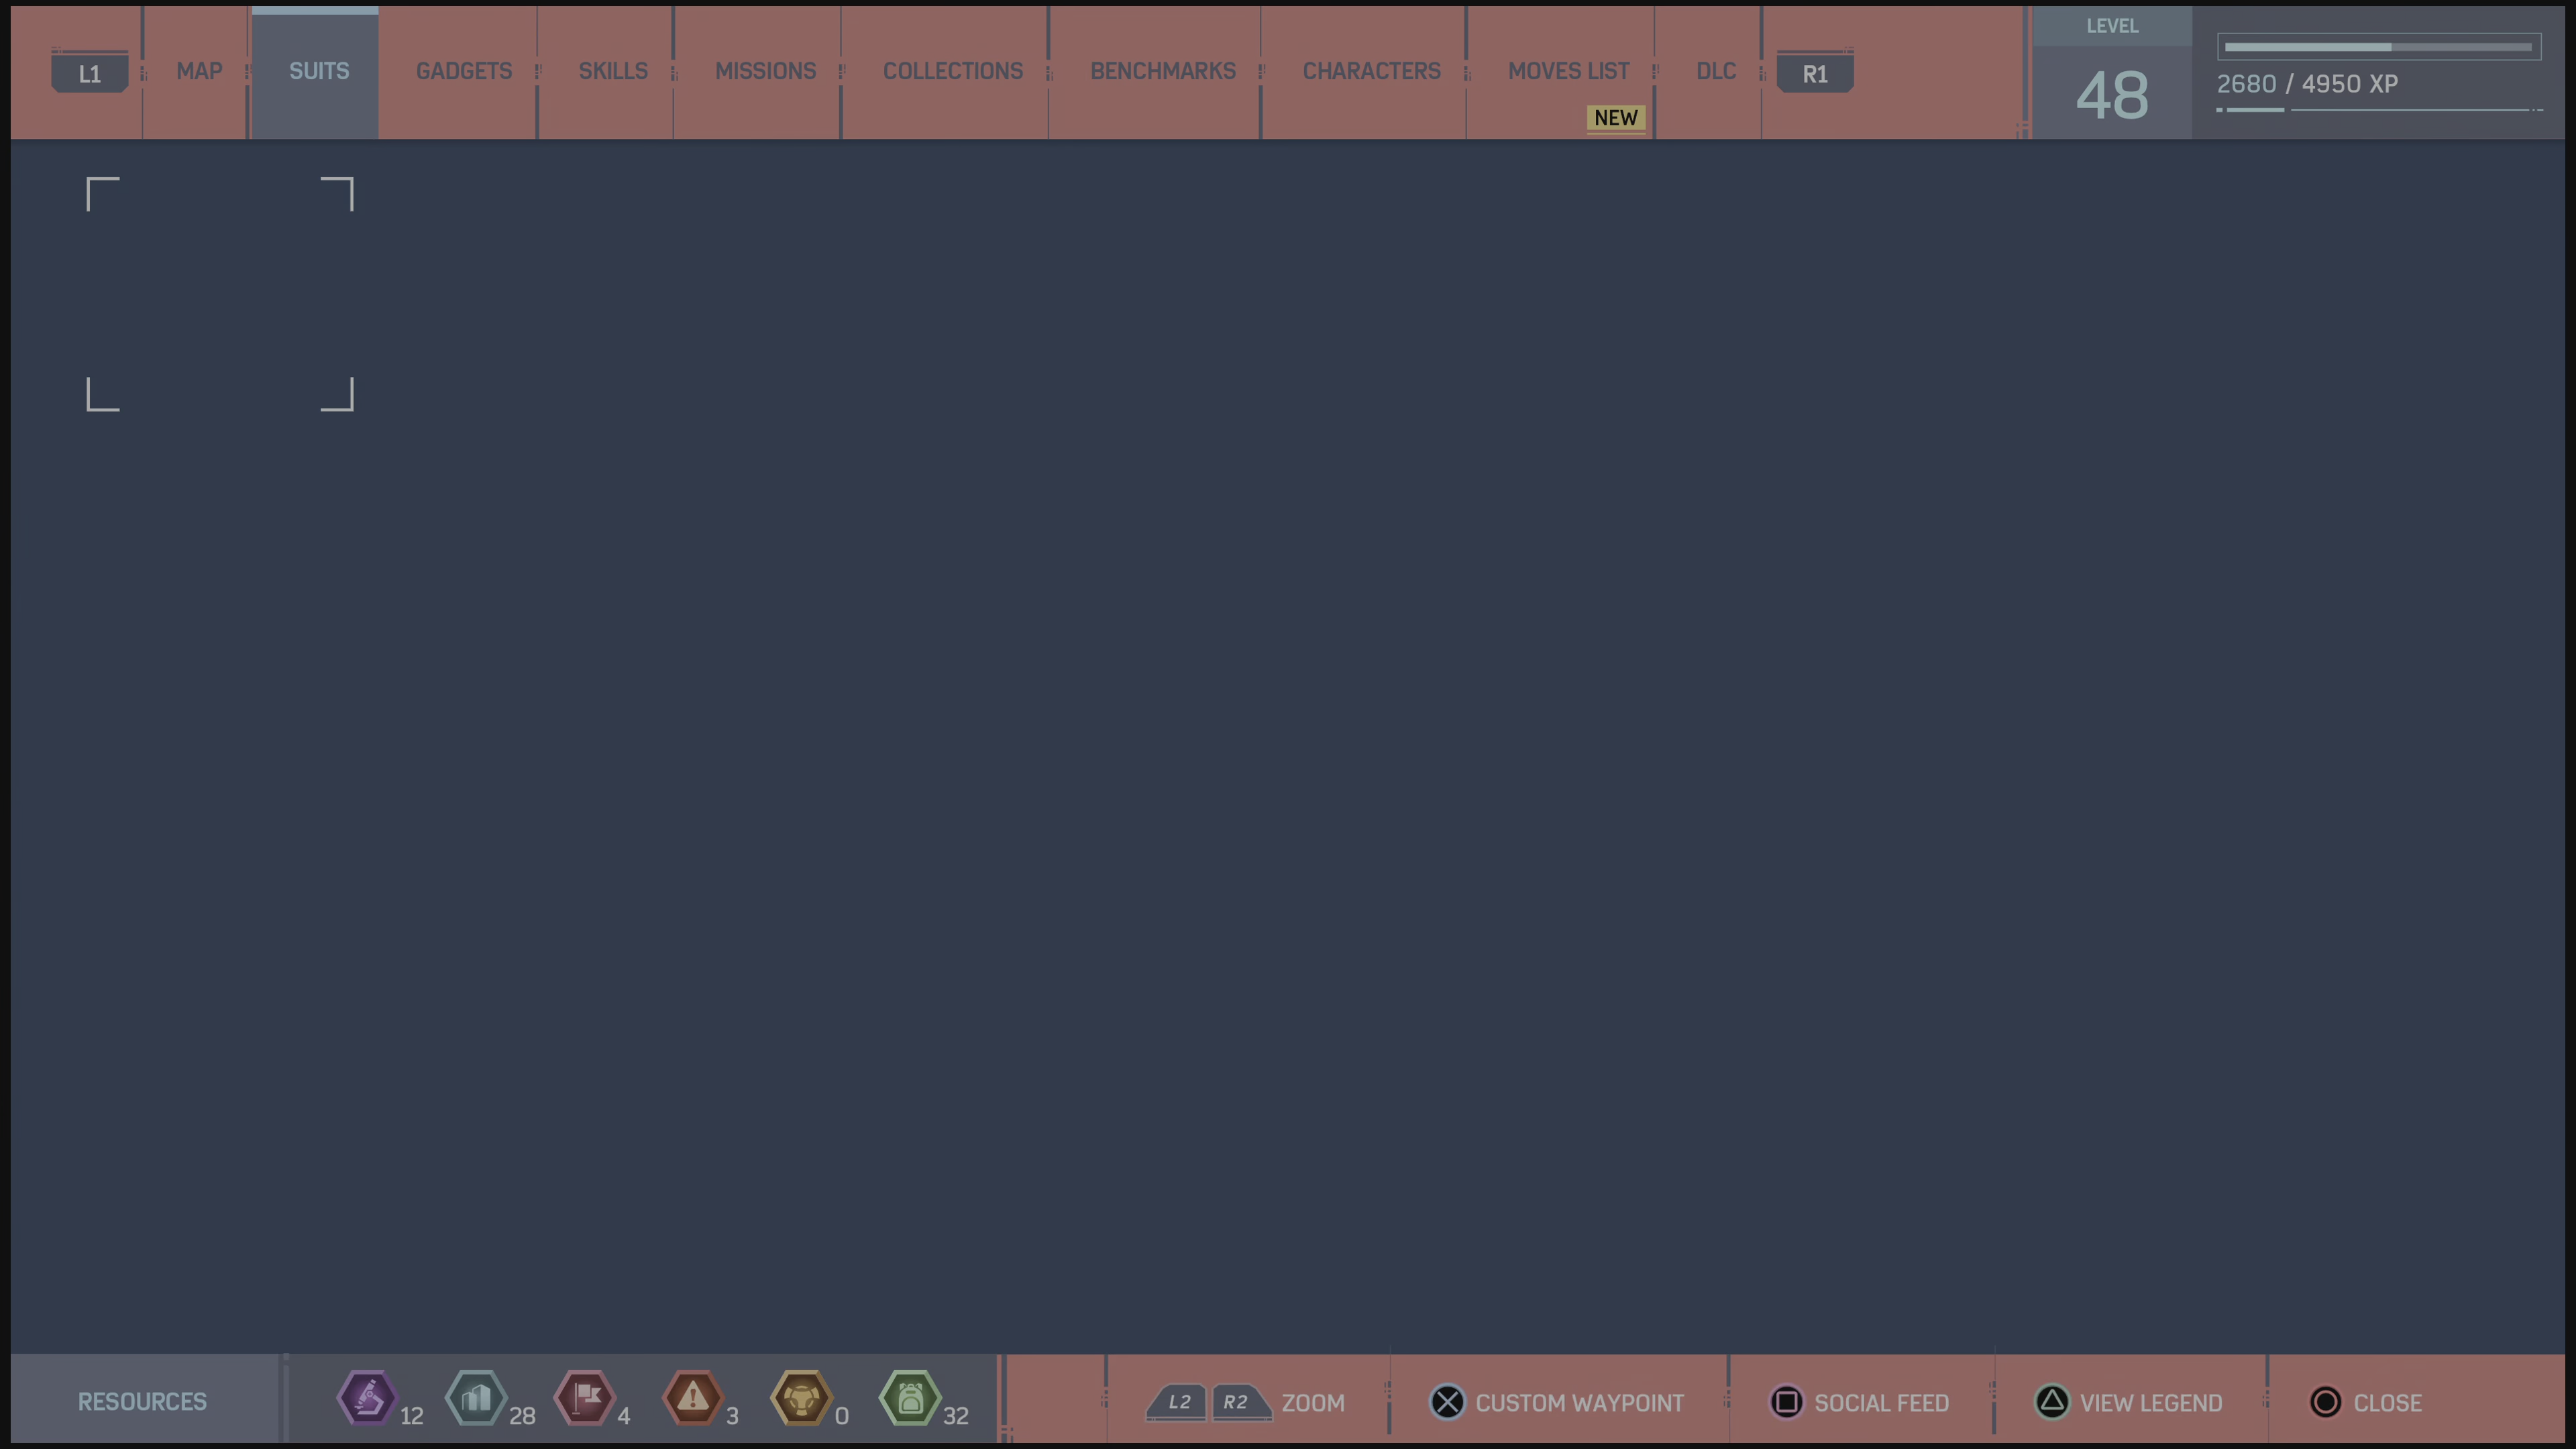 L1 MAP SUITS GADGETS SKILLS MISSIONS COLLECTIONS BENCHMARKS CHARACTERS MOVES LIST DLC R1
NEW
LEVEL
48
2680 / 4950 XP
RESOURCES 12 28 4 3 0 32 L2 R2 ZOOM CUSTOM WAYPOINT SOCIAL FEED VIEW LEGEND CLOSE